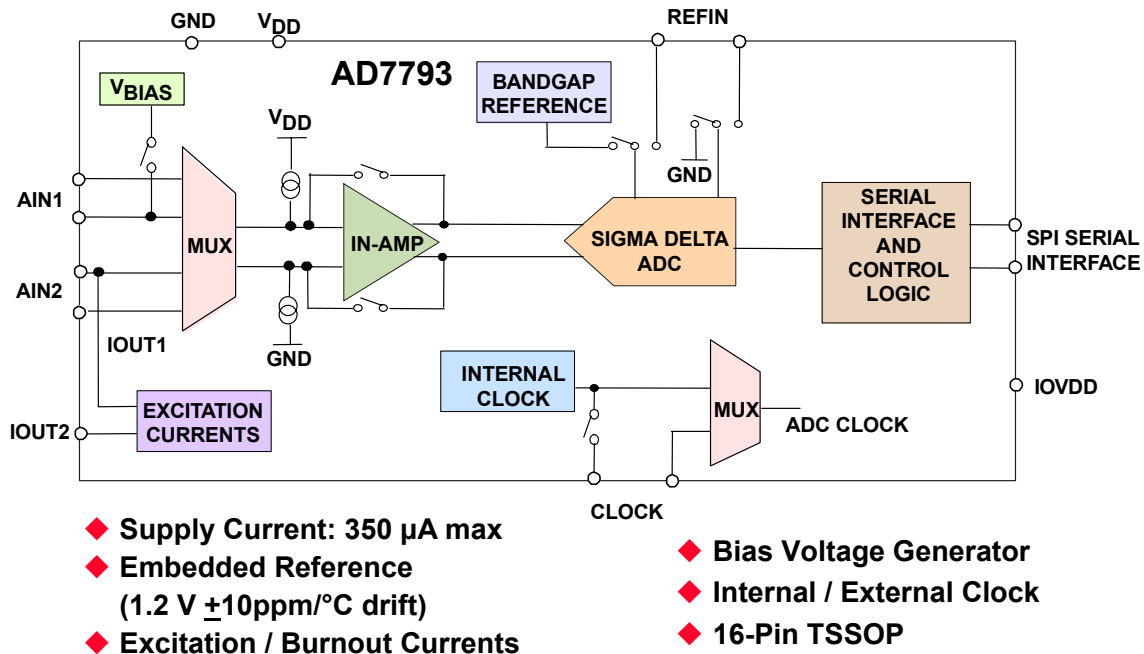 GND
VDD
REFIN
AD7793
VBIAS
VDD
BANDGAP
REFERENCE
GND
AIN1
MUX
IN-AMP
SIGMA DELTA
ADC
SERIAL
INTERFACE
AND
CONTROL
LOGIC
SPI SERIAL
INTERFACE
AIN2
IOUT1
GND
INTERNAL
CLOCK
MUX
ADC CLOCK
IOVDD
IOUT2
EXCITATION
CURRENTS
CLOCK
Supply Current: 350 µA max
Embedded Reference
(1.2 V ±10ppm/°C drift)
Excitation / Burnout Currents
Bias Voltage Generator
Internal / External Clock
16-Pin TSSOP